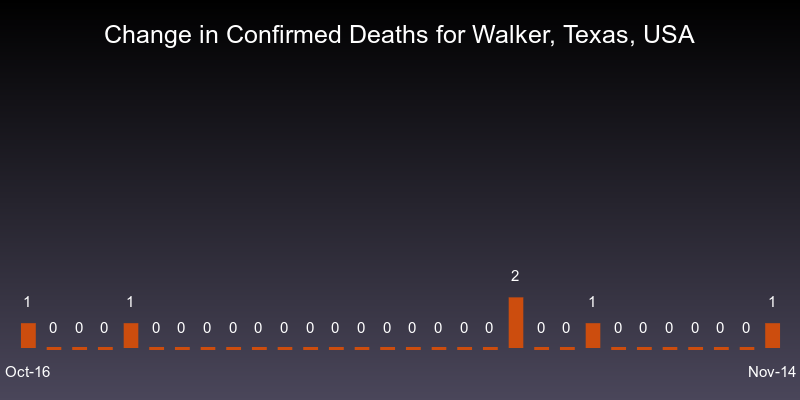 Change in Confirmed Deaths for Walker, Texas, USA
2
1 1 1 1
0 0 0 0 0 0 0 0 0 0 0 0 0 0 0 0 0 0 0 0 0 0 0 0 0
Oct-16 Nov-14